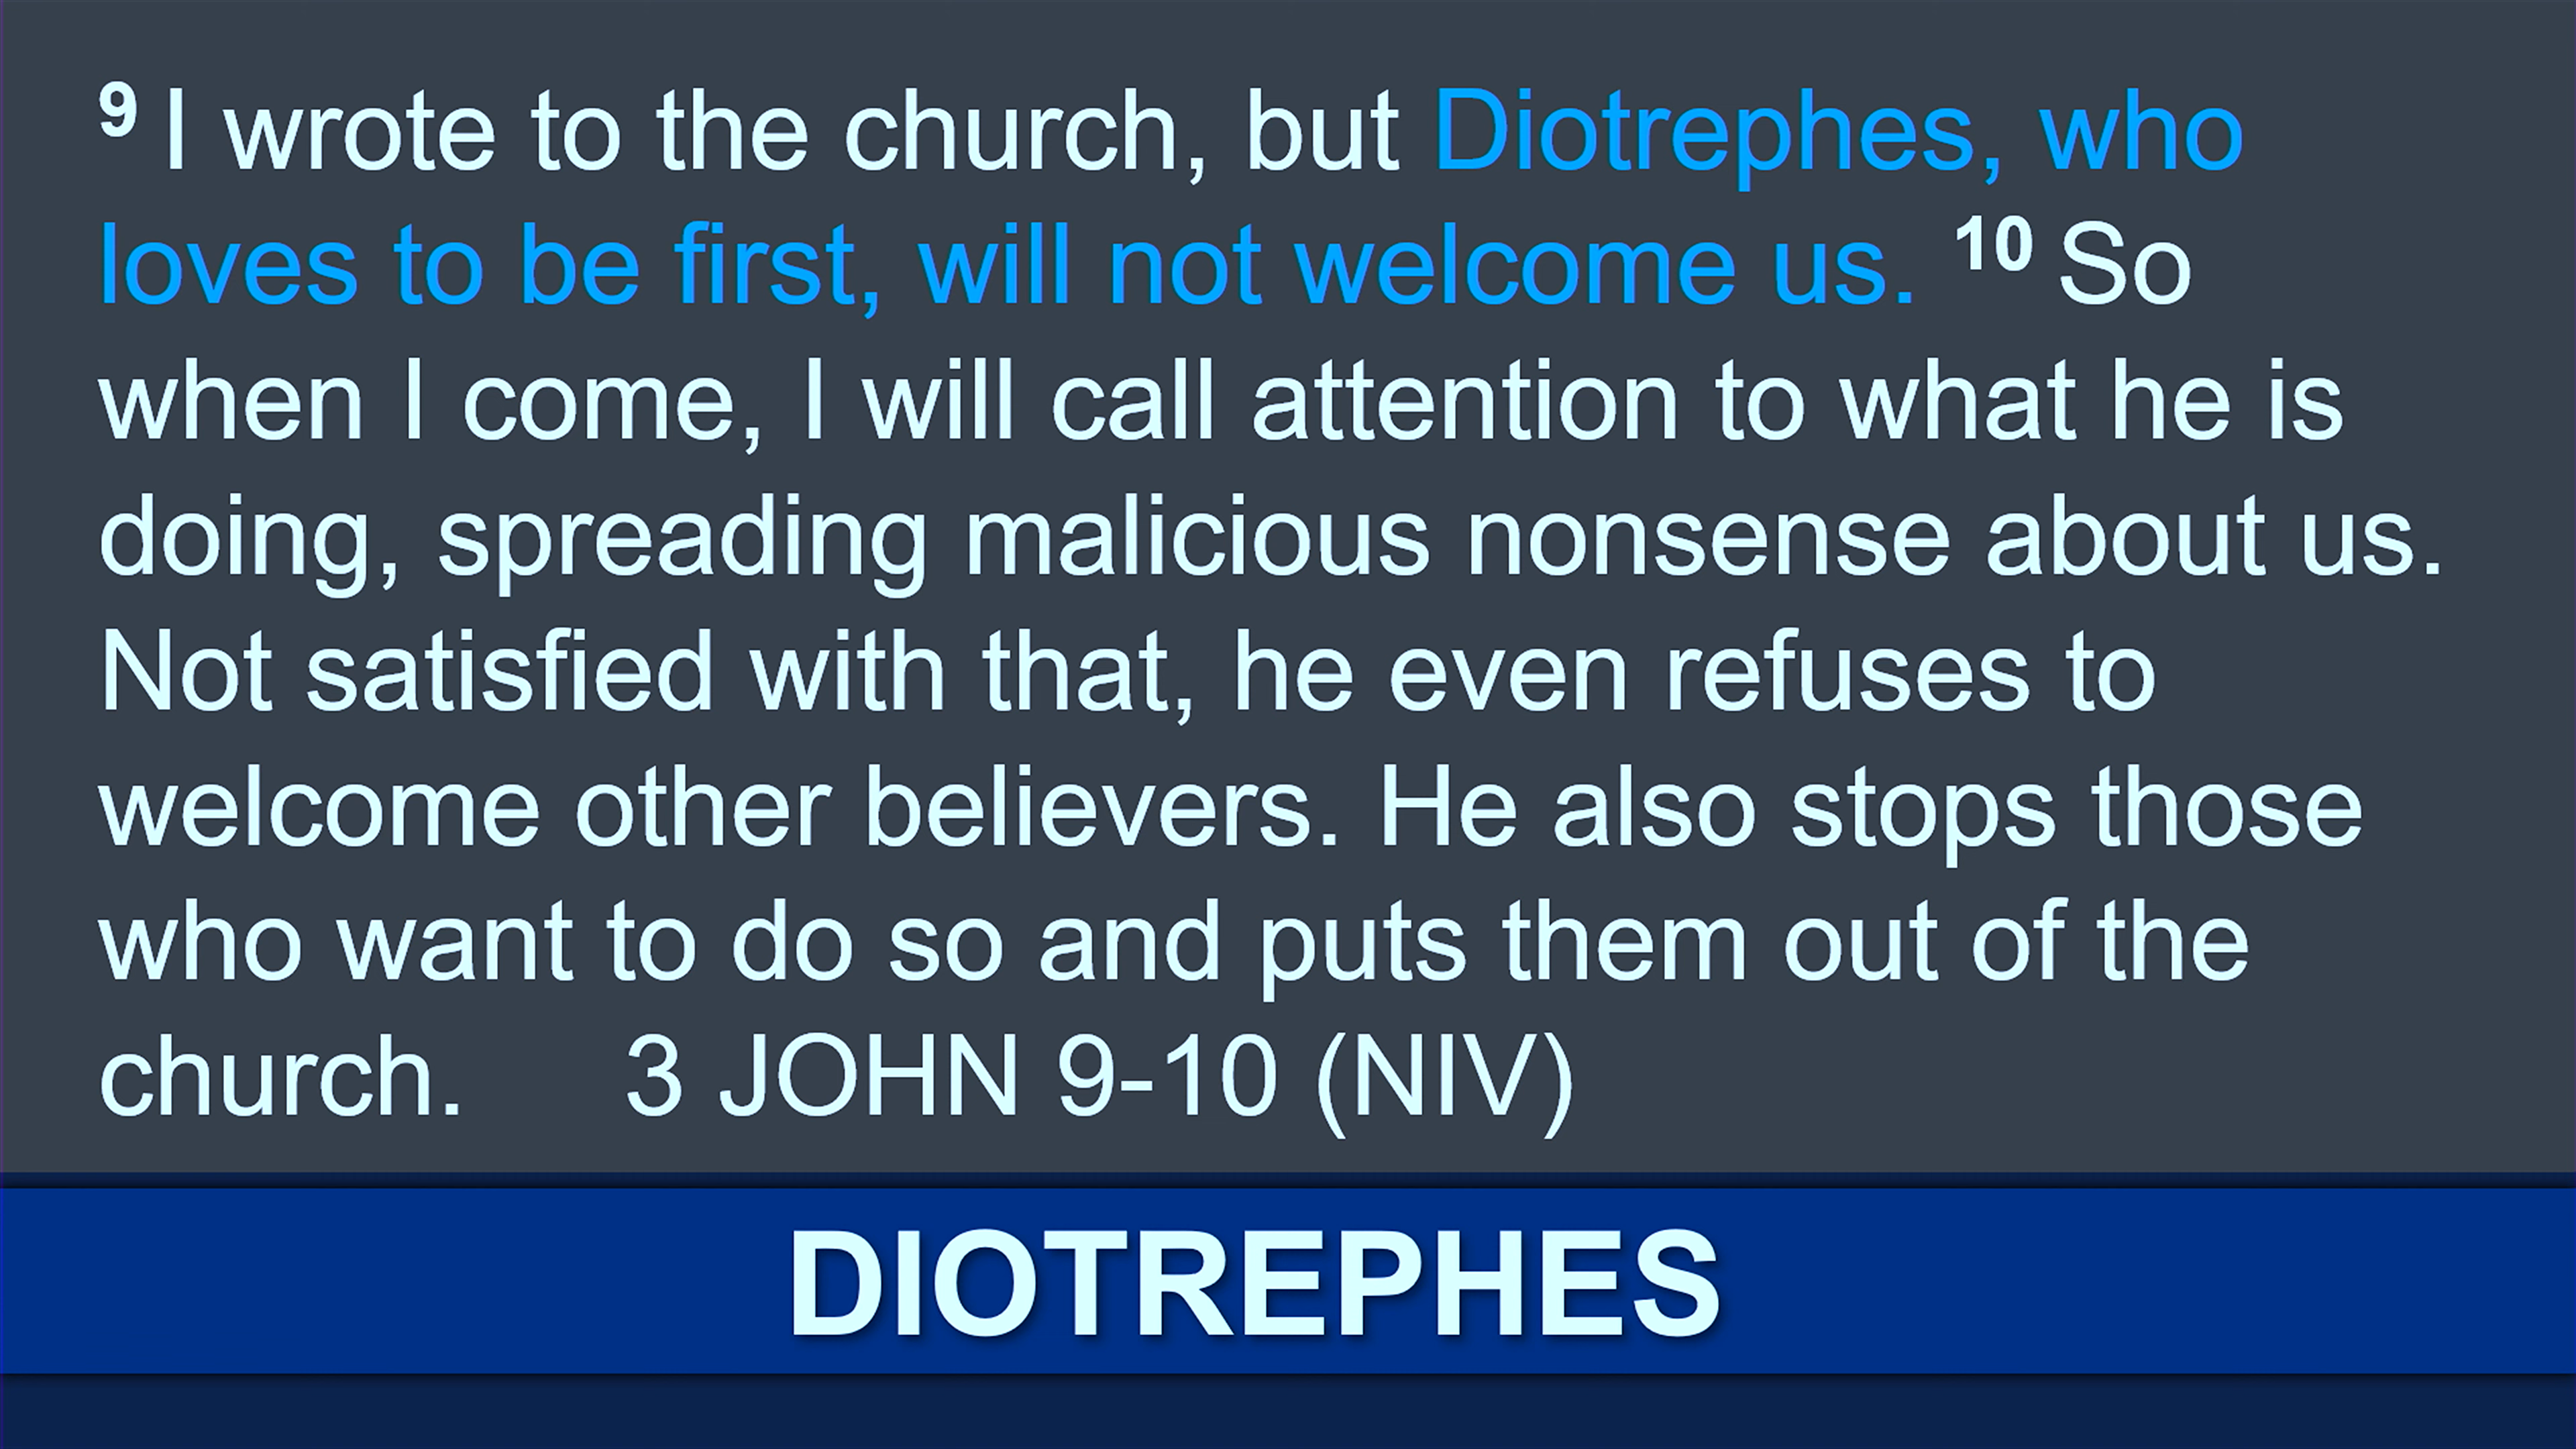 9 I wrote to the church, but Diotrephes, who
loves to be first, will not welcome us. 10 So
when I come, I will call attention to what he is
doing, spreading malicious nonsense about us.
Not satisfied with that, he even refuses to
welcome other believers. He also stops those
who want to do so and puts them out of the
church. 3 JOHN 9-10 (NIV)
DIOTREPHES